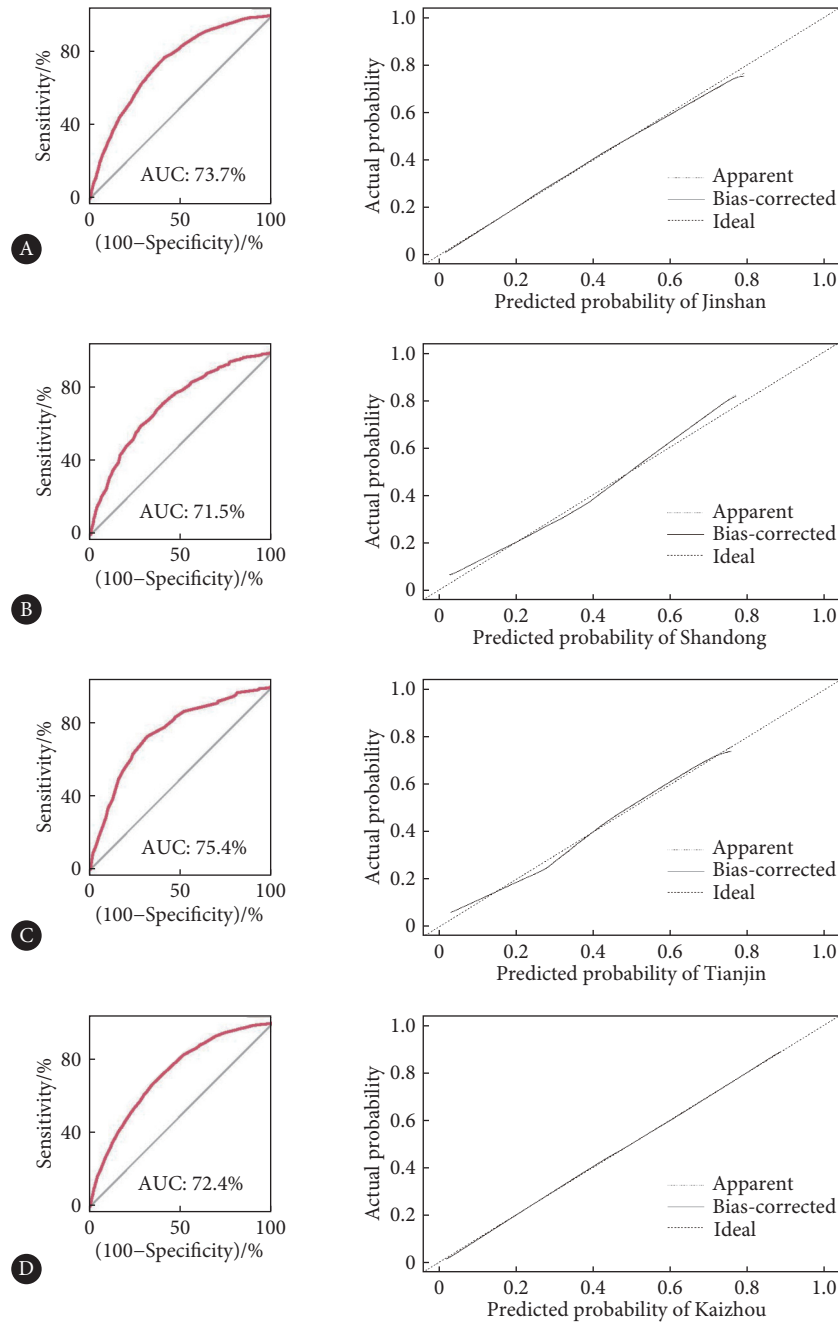 80
40
0
Sensitivity/%
AUC: 73.7%
0 50 100
(100−Specificity)/%
A
1.0
0.8
0.6
0.4
0.2
0
Actual probability
Apparent
Bias-corrected
Ideal
0 0.2 0.4 0.6 0.8 1.0
Predicted probability of Jinshan
80
40
0
Sensitivity/%
AUC: 71.5%
0 50 100
(100−Specificity)/%
B
1.0
0.8
0.6
0.4
0.2
0
Actual probability
Apparent
Bias-corrected
Ideal
0 0.2 0.4 0.6 0.8 1.0
Predicted probability of Shandong
80
40
0
Sensitivity/%
AUC: 75.4%
0 50 100
(100−Specificity)/%
C
1.0
0.8
0.6
0.4
0.2
0
Actual probability
Apparent
Bias-corrected
Ideal
0 0.2 0.4 0.6 0.8 1.0
Predicted probability of Tianjin
80
40
0
Sensitivity/%
AUC: 72.4%
0 50 100
(100−Specificity)/%
D
1.0
0.8
0.6
0.4
0.2
0
Actual probability
Apparent
Bias-corrected
Ideal
0 0.2 0.4 0.6 0.8 1.0
Predicted probability of Kaizhou